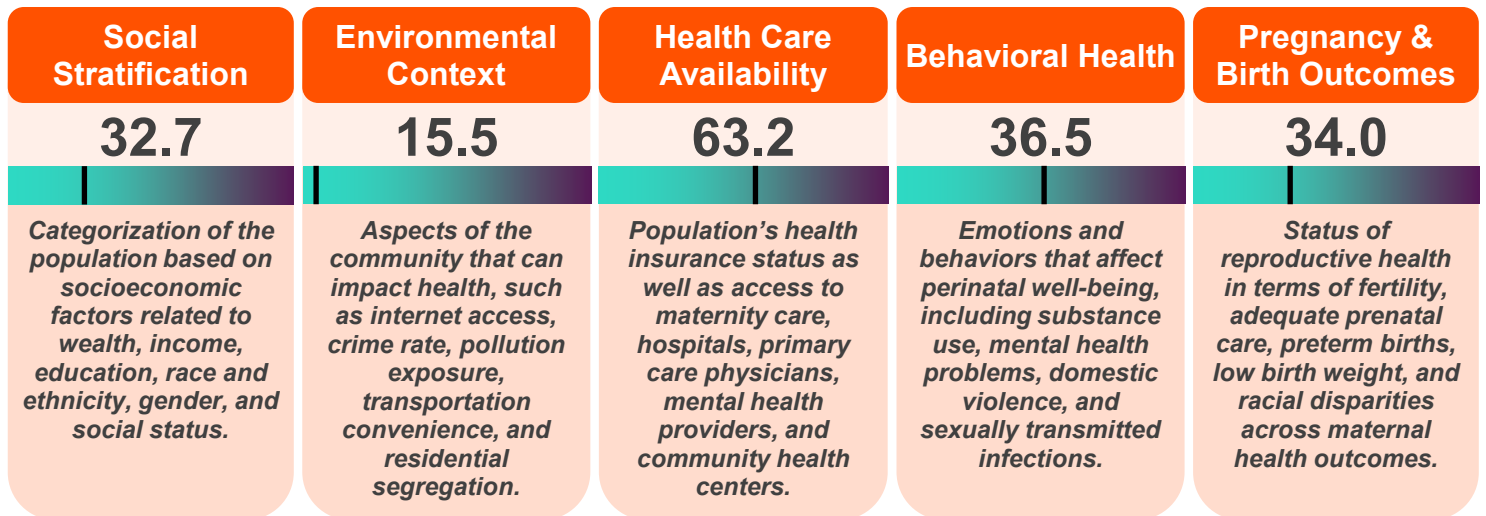 Social
Stratification
32.7
Categorization of the
population based on
socioeconomic
factors related to
wealth, income,
education, race and
ethnicity, gender, and
social status.
Environmental
Context
15.5
Aspects of the
community that can
impact health, such
as internet access,
crime rate, pollution
exposure,
transportation
convenience, and
residential
segregation.
Health Care
Availability
63.2
Population’s health
insurance status as
well as access to
maternity care,
hospitals, primary
care physicians,
mental health
providers, and
community health
centers.
Behavioral Health
36.5
Emotions and
behaviors that affect
perinatal well-being,
including substance
use, mental health
problems, domestic
violence, and
sexually transmitted
infections.
Pregnancy &
Birth Outcomes
34.0
Status of
reproductive health
in terms of fertility,
adequate prenatal
care, preterm births,
low birth weight, and
racial disparities
across maternal
health outcomes.